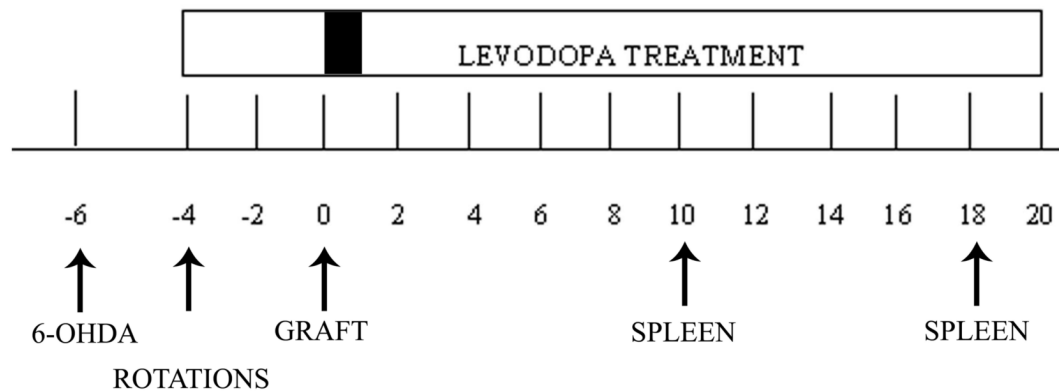 LEVODOPA TREATMENT
-6 -4 -2 0 2 4 6 8 10 12 14 16 18 20
6-OHDA GRAFT SPLEEN SPLEEN
ROTATIONS